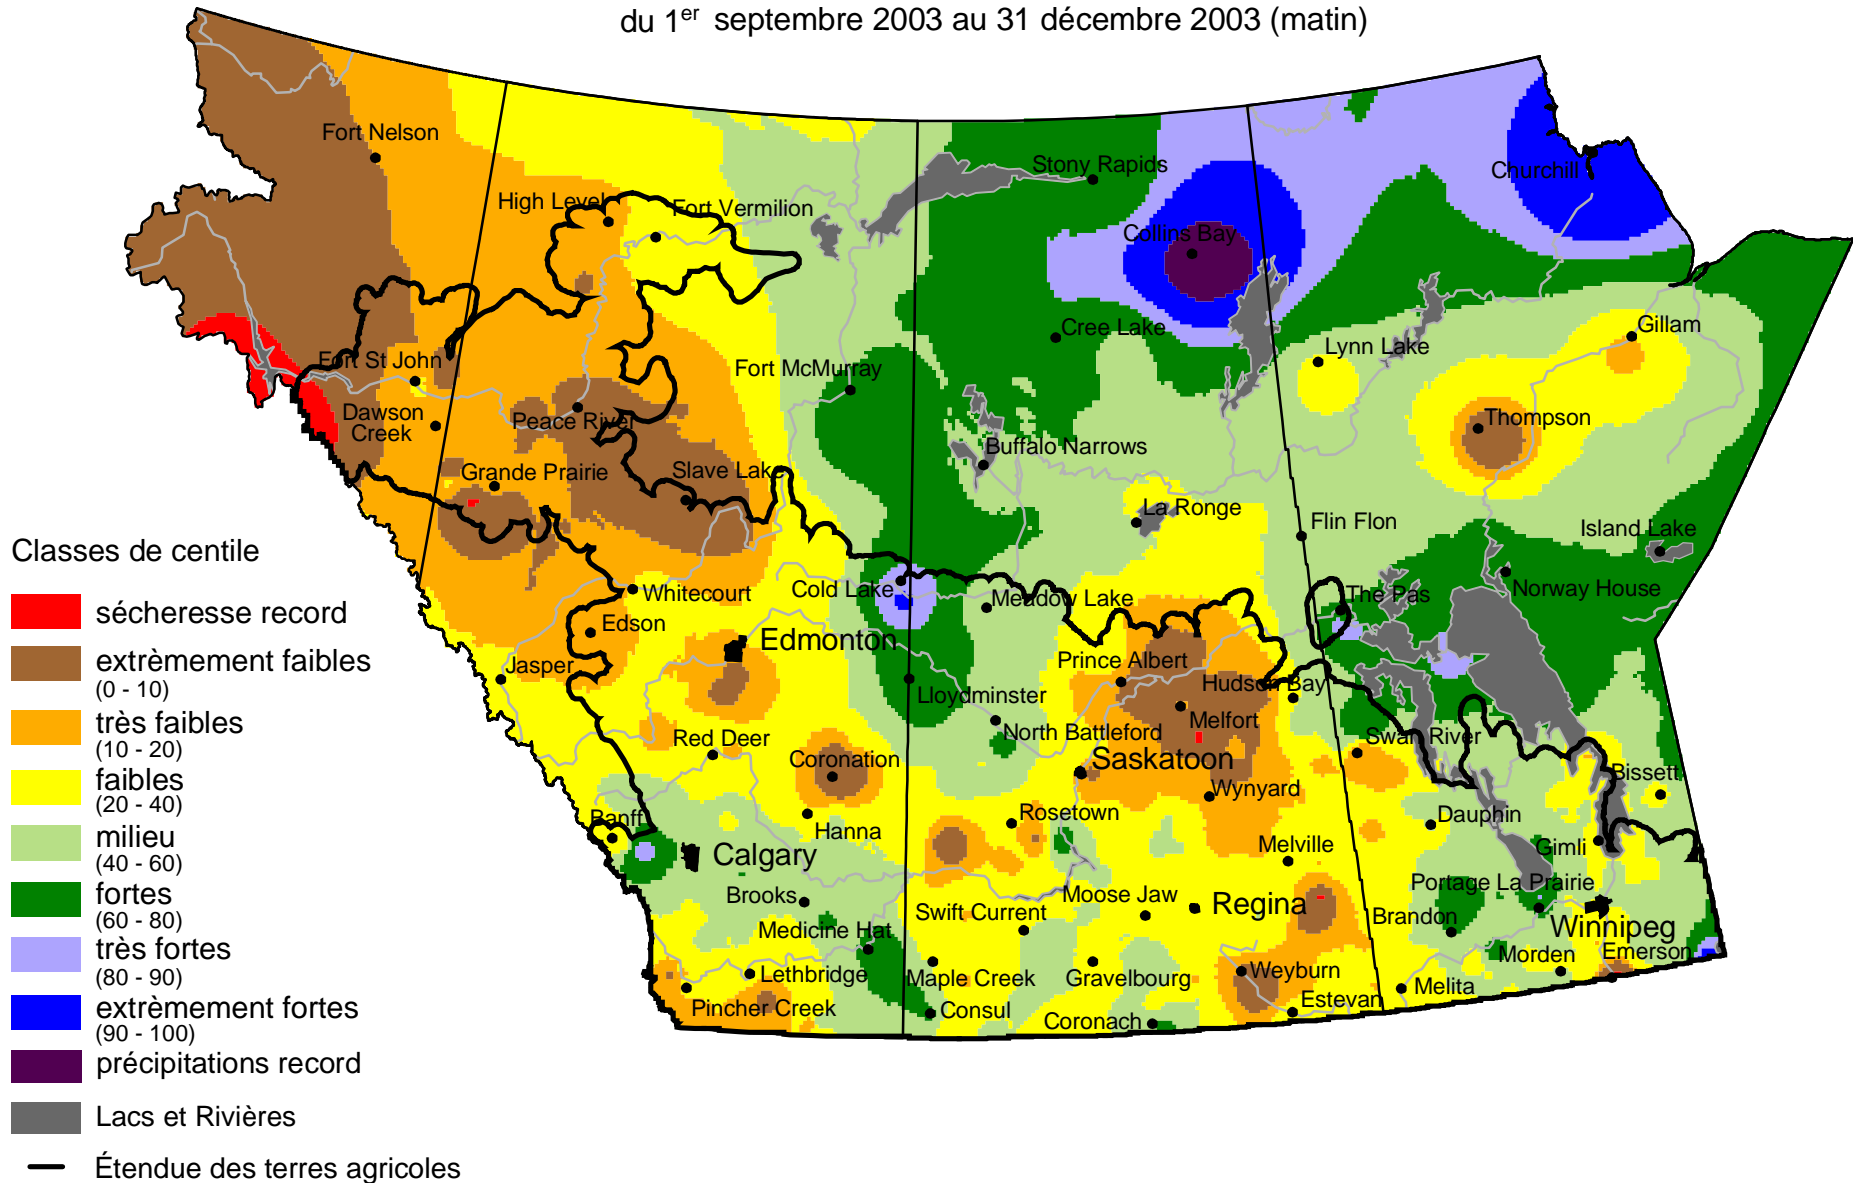 du 1er septembre 2003 au 31 décembre 2003 (matin)
Fort Nelson
Stony Rapids
Churchill
High Level
Fort Vermilion
Collins Bay
Gillam
Cree Lake
Lynn Lake
Fort St John
Fort McMurray
Dawson
Creek
Peace River
Thompson
Buffalo Narrows
Grande Prairie
Slave Lake
La Ronge
Flin Flon
Island Lake
Classes de centile
Cold Lake
Whitecourt
Meadow Lake
The Pas
Norway House
sécheresse record
Edson
Edmonton
extrèmement faibles
(0 - 10)
Jasper
Prince Albert
Hudson Bay
Lloydminster
très faibles
(10 - 20)
Red Deer
North Battleford
Melfort
Swan River
Coronation
Saskatoon
Bissett
faibles
(20 - 40)
Wynyard
Banff
Hanna
Rosetown
Dauphin
milieu
(40 - 60)
Calgary
Melville
Gimli
fortes
(60 - 80)
Brooks
Moose Jaw
Regina
Portage La Prairie
Swift Current
Brandon
Winnipeg
Medicine Hat
très fortes
(80 - 90)
Lethbridge
Maple Creek
Gravelbourg
Weyburn
Morden
Emerson
Melita
extrèmement fortes
(90 - 100)
Pincher Creek
Consul
Coronach
Estevan
précipitations record
Lacs et Rivières
Étendue des terres agricoles